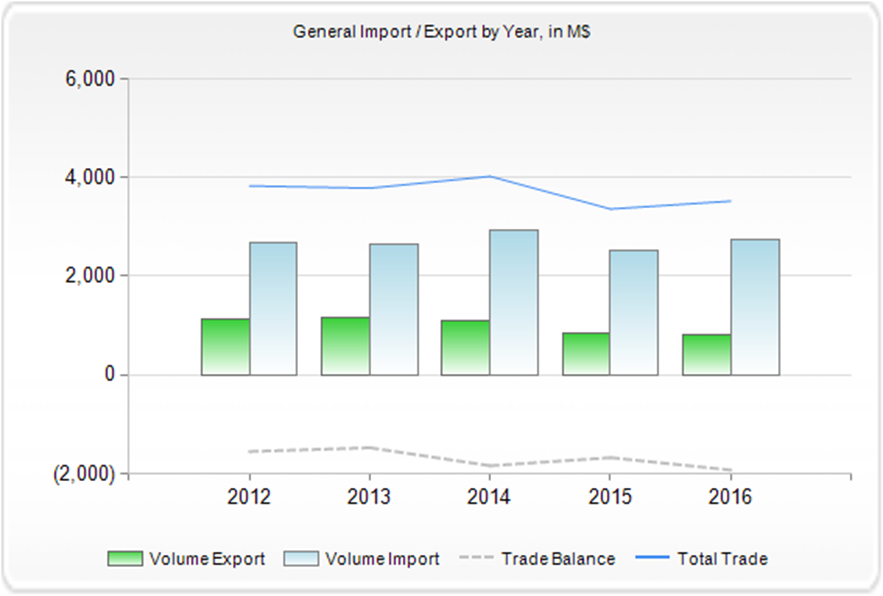 General Import / Export by Year, in M$
6,000
4,000
2,000
0
(2,000)
2012 2013 2014 2015 2016
Volume Export Volume Import Trade Balance Total Trade